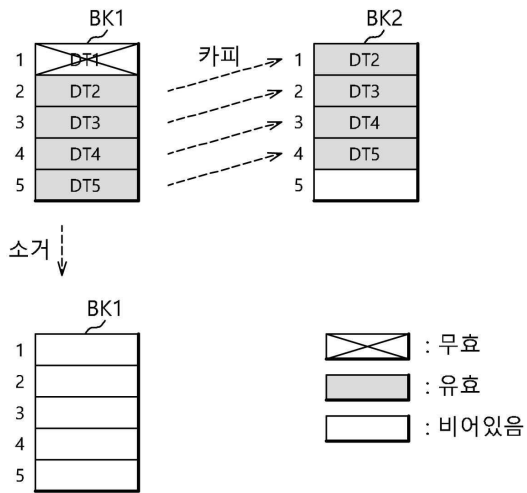 BK1
1 DT1
2 DT2
3 DT3
4 DT4
5 DT5
카피
BK2
1 DT2
2 DT3
3 DT4
4 DT5
5
소거
BK1
1
2
3
4
5
: 무효
: 유효
: 비어있음